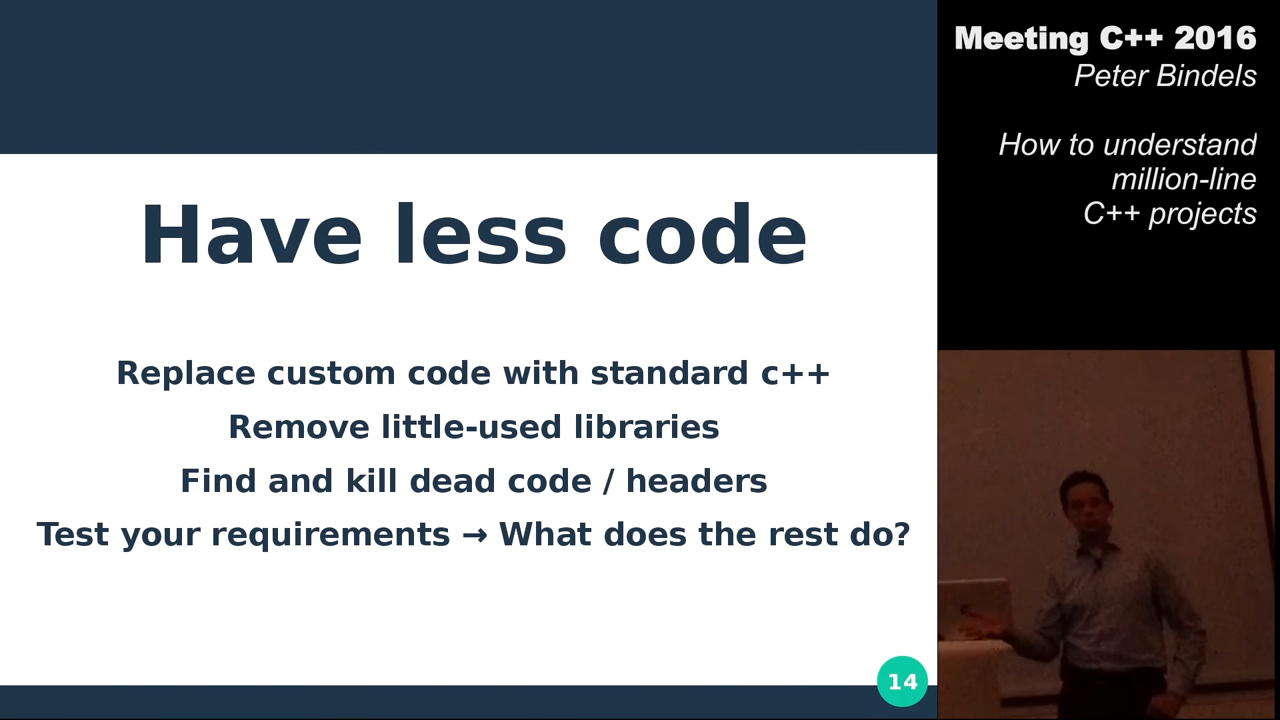 Have less code
Replace custom code with standard c++
Remove little-used libraries
Find and kill dead code / headers
Test your requirements → What does the rest do?
14
Meeting C++ 2016
Peter Bindels
How to understand
million-line
C++ projects